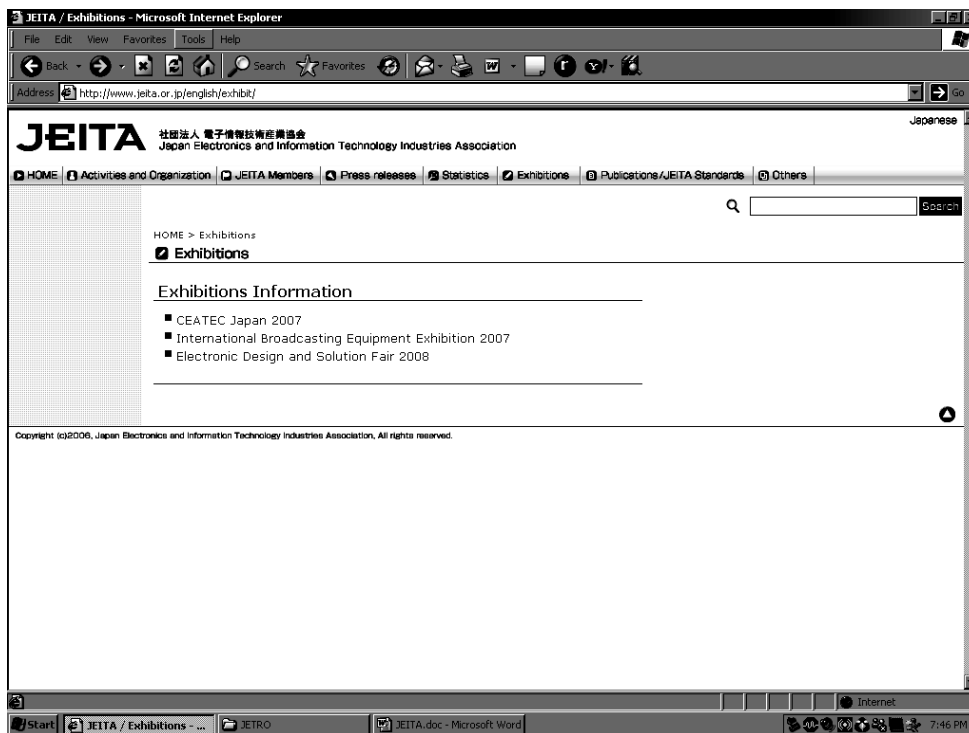 JEITA / Exhibitions - Microsoft Internet Explorer
File Edit View Favorites Tools Help
Back Search Favorites
Address http://www.jeita.or.jp/english/exhibit/ Go
Japanese
JEITA 社団法人 電子情報技術産業協会
Japan Electronics and Information Technology Industries Association
HOME Activities and Organization JEITA Members Press releases Statistics Exhibitions Publications/JEITA Standards Others
Search
HOME > Exhibitions
Exhibitions
Exhibitions Information
CEATEC Japan 2007
International Broadcasting Equipment Exhibition 2007
Electronic Design and Solution Fair 2008
Copyright (c)2006, Japan Electronics and Information Technology Industries Association, All rights reserved.
Internet
Start JEITA / Exhibitions - ... JETRO JEITA.doc - Microsoft Word 7:46 PM